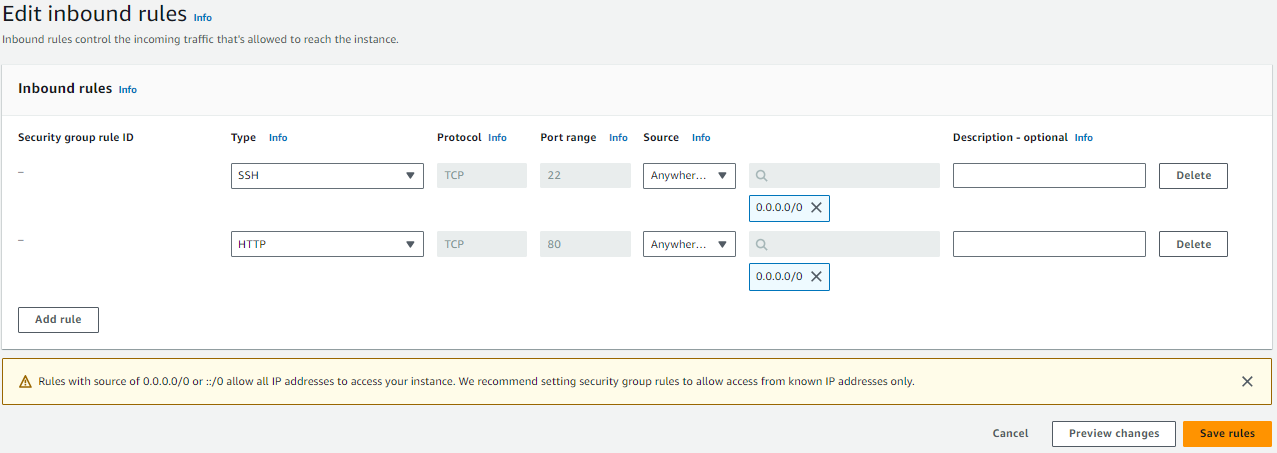 Edit inbound rules Info
Inbound rules control the incoming traffic that's allowed to reach the instance.
Inbound rules Info
Security group rule ID Type Info Protocol Info Port range Info Source Info Description - optional Info
– SSH TCP 22 Anywher... Delete
0.0.0.0/0
– HTTP TCP 80 Anywher... Delete
0.0.0.0/0
Add rule
Rules with source of 0.0.0.0/0 or ::/0 allow all IP addresses to access your instance. We recommend setting security group rules to allow access from known IP addresses only.
Cancel Preview changes Save rules